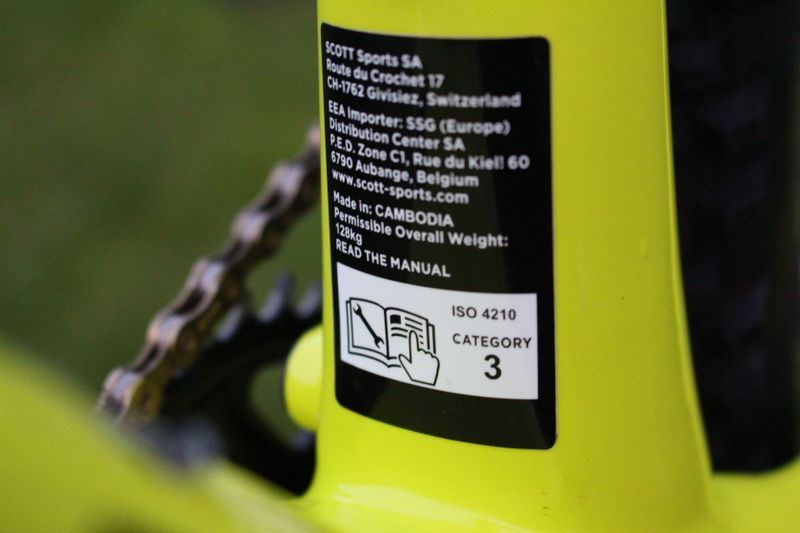 SCOTT Sports SA
Route du Crochet 17
CH-1762 Givisiez, Switzerland
EEA Importer: SSG (Europe)
Distribution Center SA
P.E.D. Zone C1, Rue du Kiell 60
6790 Aubange, Belgium
www.scott-sports.com
Made in: CAMBODIA
Permissible Overall Weight:
128kg
READ THE MANUAL
ISO 4210
CATEGORY
3